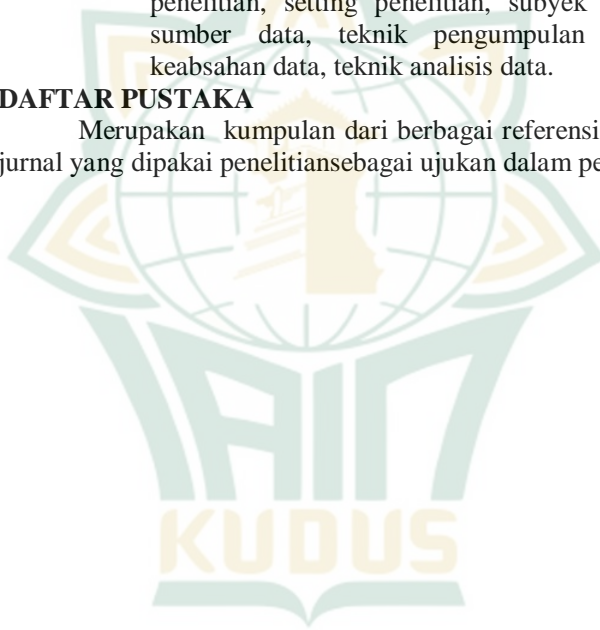 penelitian, setting penelitian, subyek
sumber data, teknik pengumpulan
keabsahan data, teknik analisis data.
DAFTAR PUSTAKA
Merupakan kumpulan dari berbagai referensi
jurnal yang dipakai penelitiansebagai ujukan dalam pe
IAIN
KUDUS